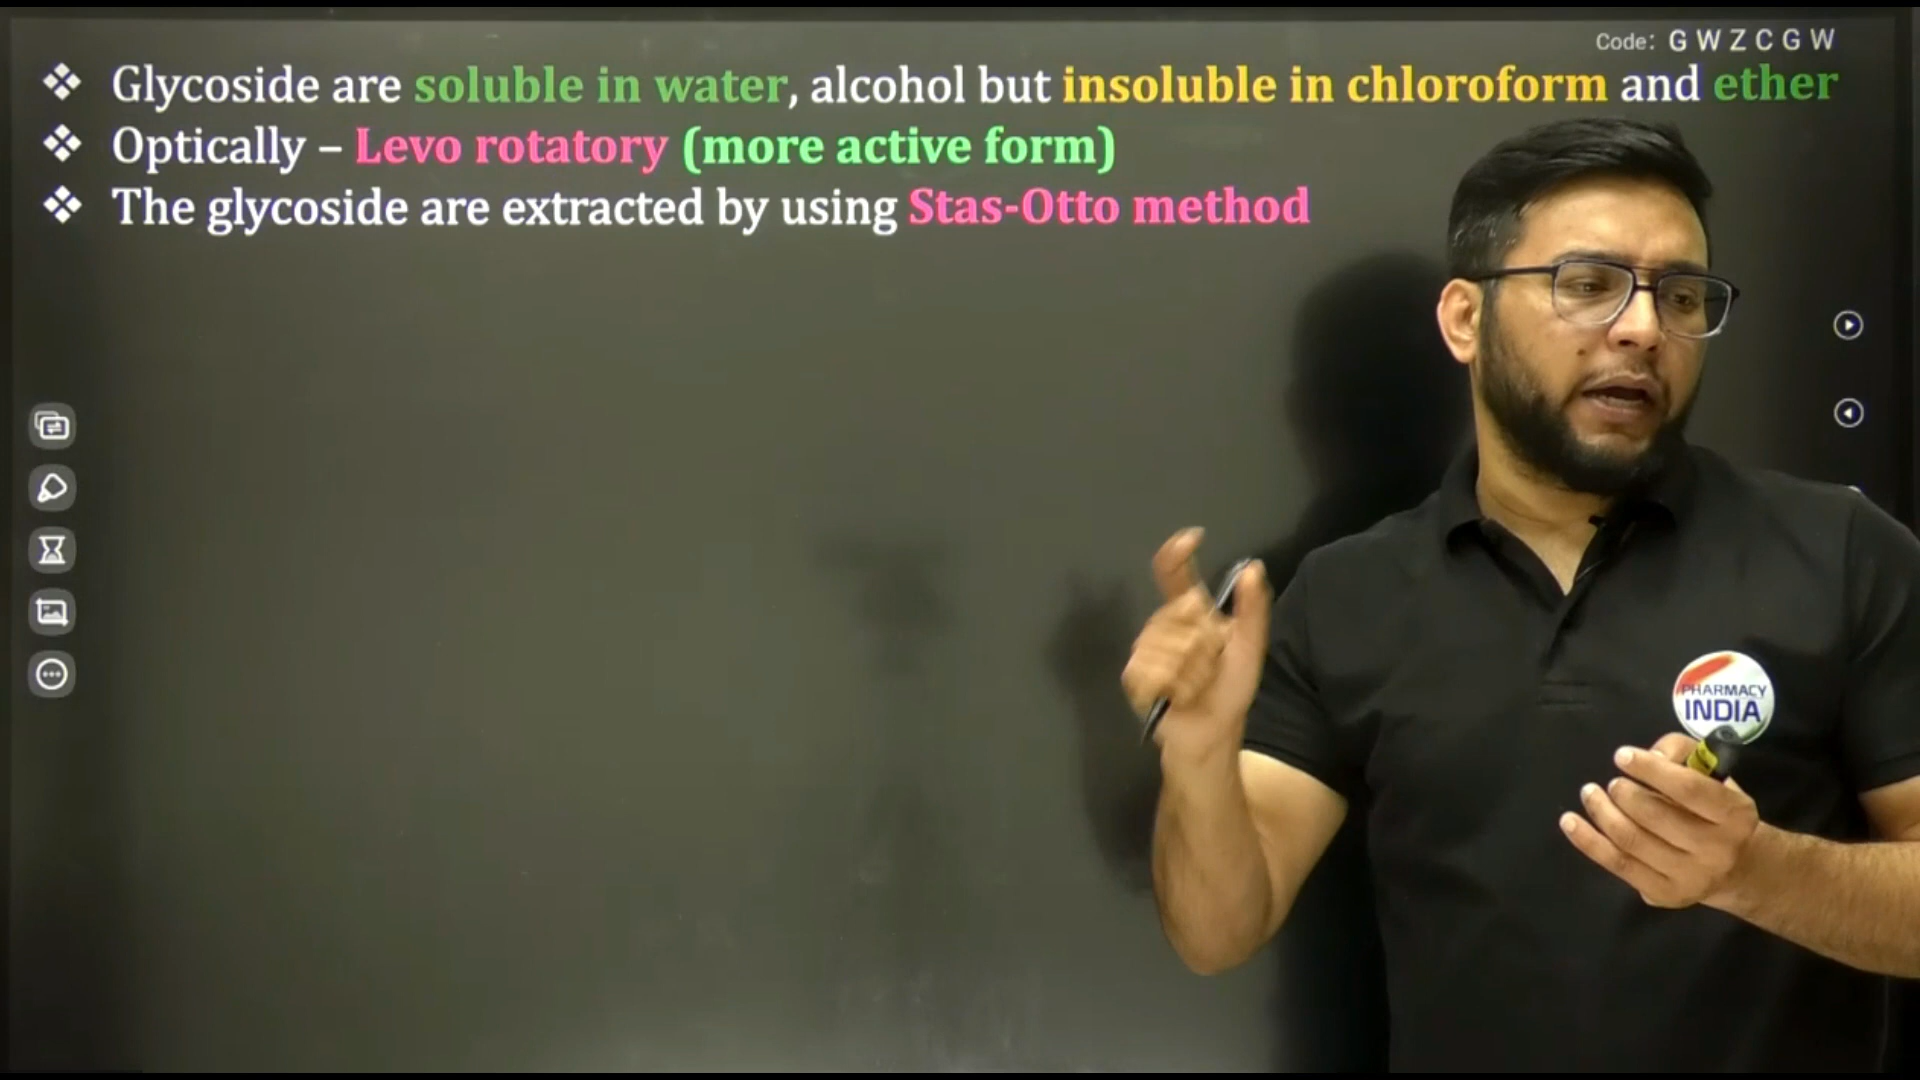 Code: GWZCGW
❖ Glycoside are soluble in water, alcohol but insoluble in chloroform and ether
❖ Optically – Levo rotatory (more active form)
❖ The glycoside are extracted by using Stas-Otto method
PHARMACY
INDIA